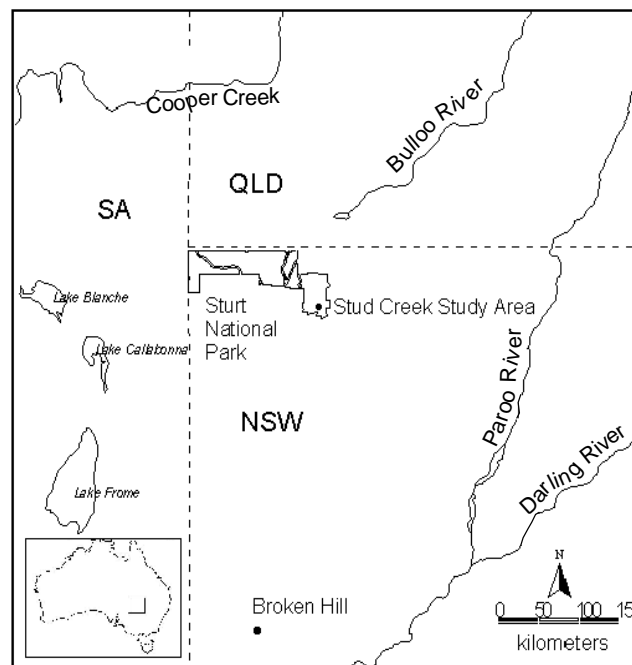 Cooper Creek
Bulloo River
QLD
SA
Lake Blanche
Sturt
National
Park
Stud Creek Study Area
Lake Callabonna
Paroo River
NSW
Darling River
Lake Frome
Broken Hill
N
0 50 100 150
kilometers